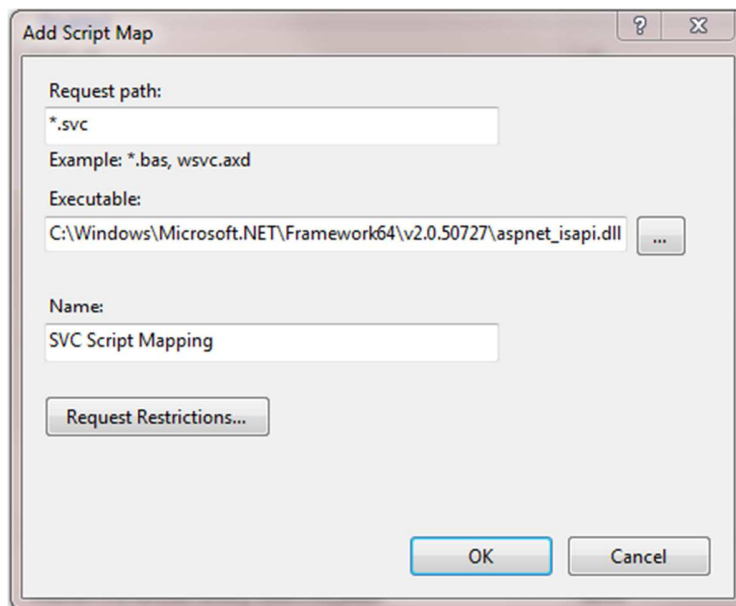 Add Script Map
Request path:
*.svc
Example: *.bas, wsvc.axd
Executable:
C:\Windows\Microsoft.NET\Framework64\v2.0.50727\aspnet_isapi.dll
...
Name:
SVC Script Mapping
Request Restrictions...
OK Cancel